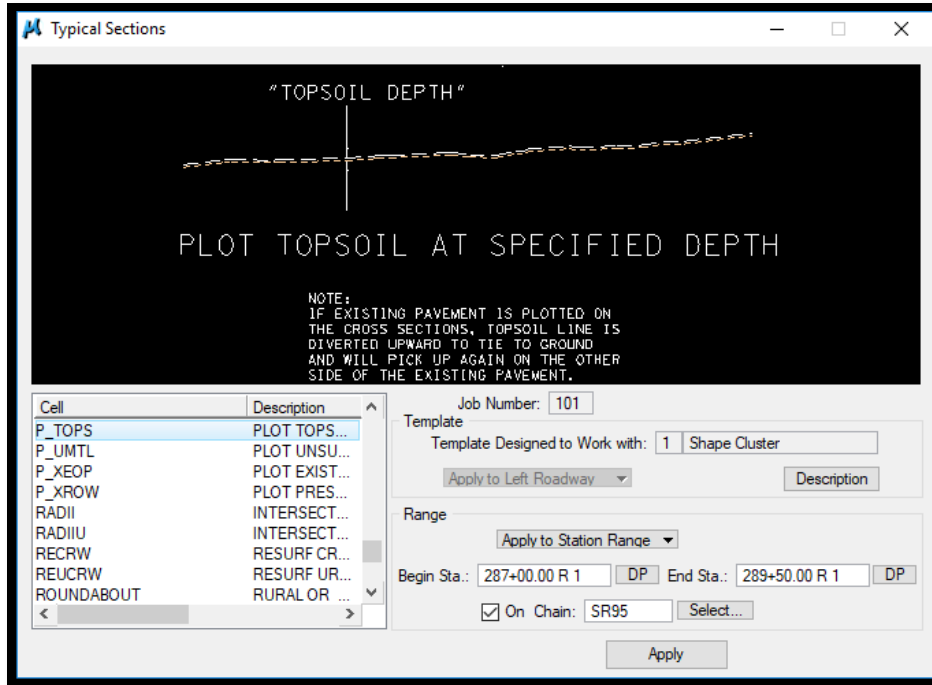 Typical Sections
"TOPSOIL DEPTH"
PLOT TOPSOIL AT SPECIFIED DEPTH
NOTE:
IF EXISTING PAVEMENT IS PLOTTED ON
THE CROSS SECTIONS, TOPSOIL LINE IS
DIVERTED UPWARD TO TIE TO GROUND
AND WILL PICK UP AGAIN ON THE OTHER
SIDE OF THE EXISTING PAVEMENT.
Cell Description
P_TOPS PLOT TOPS...
P_UMTL PLOT UNSU...
P_XEOP PLOT EXIST...
P_XROW PLOT PRES...
RADII INTERSECT...
RADIIU INTERSECT...
RECRW RESURF CR...
REUCRW RESURF UR...
ROUNDABOUT RURAL OR ...
Job Number: 101
Template
Template Designed to Work with: 1 Shape Cluster
Apply to Left Roadway
Description
Range
Apply to Station Range
Begin Sta.: 287+00.00 R 1 DP End Sta.: 289+50.00 R 1 DP
On Chain: SR95 Select...
Apply